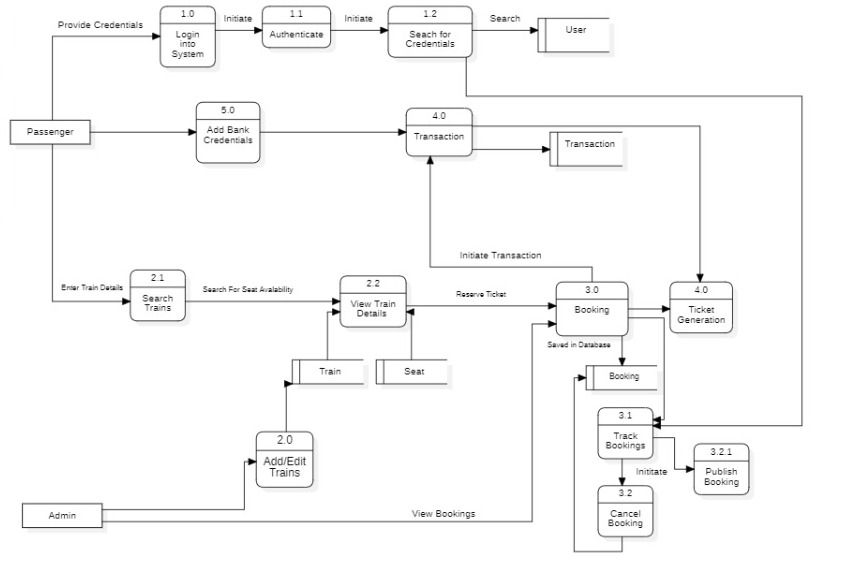 1.0
1.1
1.2
Provide Credentials
Initiate
Initiate
Search
Login
into
System
Authenticate
Seach for
Credentials
User
5.0
4.0
Passenger
Add Bank
Credentials
Transaction
Transaction
Initiate Transaction
2.1
2.2
3.0
4.0
Enter Train Details
Search For Seat Avalability
Reserve Ticket
Search
Trains
View Train
Details
Booking
Ticket
Generation
Saved in Database
Train
Seat
Booking
3.1
2.0
Track
Bookings
3.2.1
Add/Edit
Trains
Inititate
Publish
Booking
3.2
Admin
View Bookings
Cancel
Booking